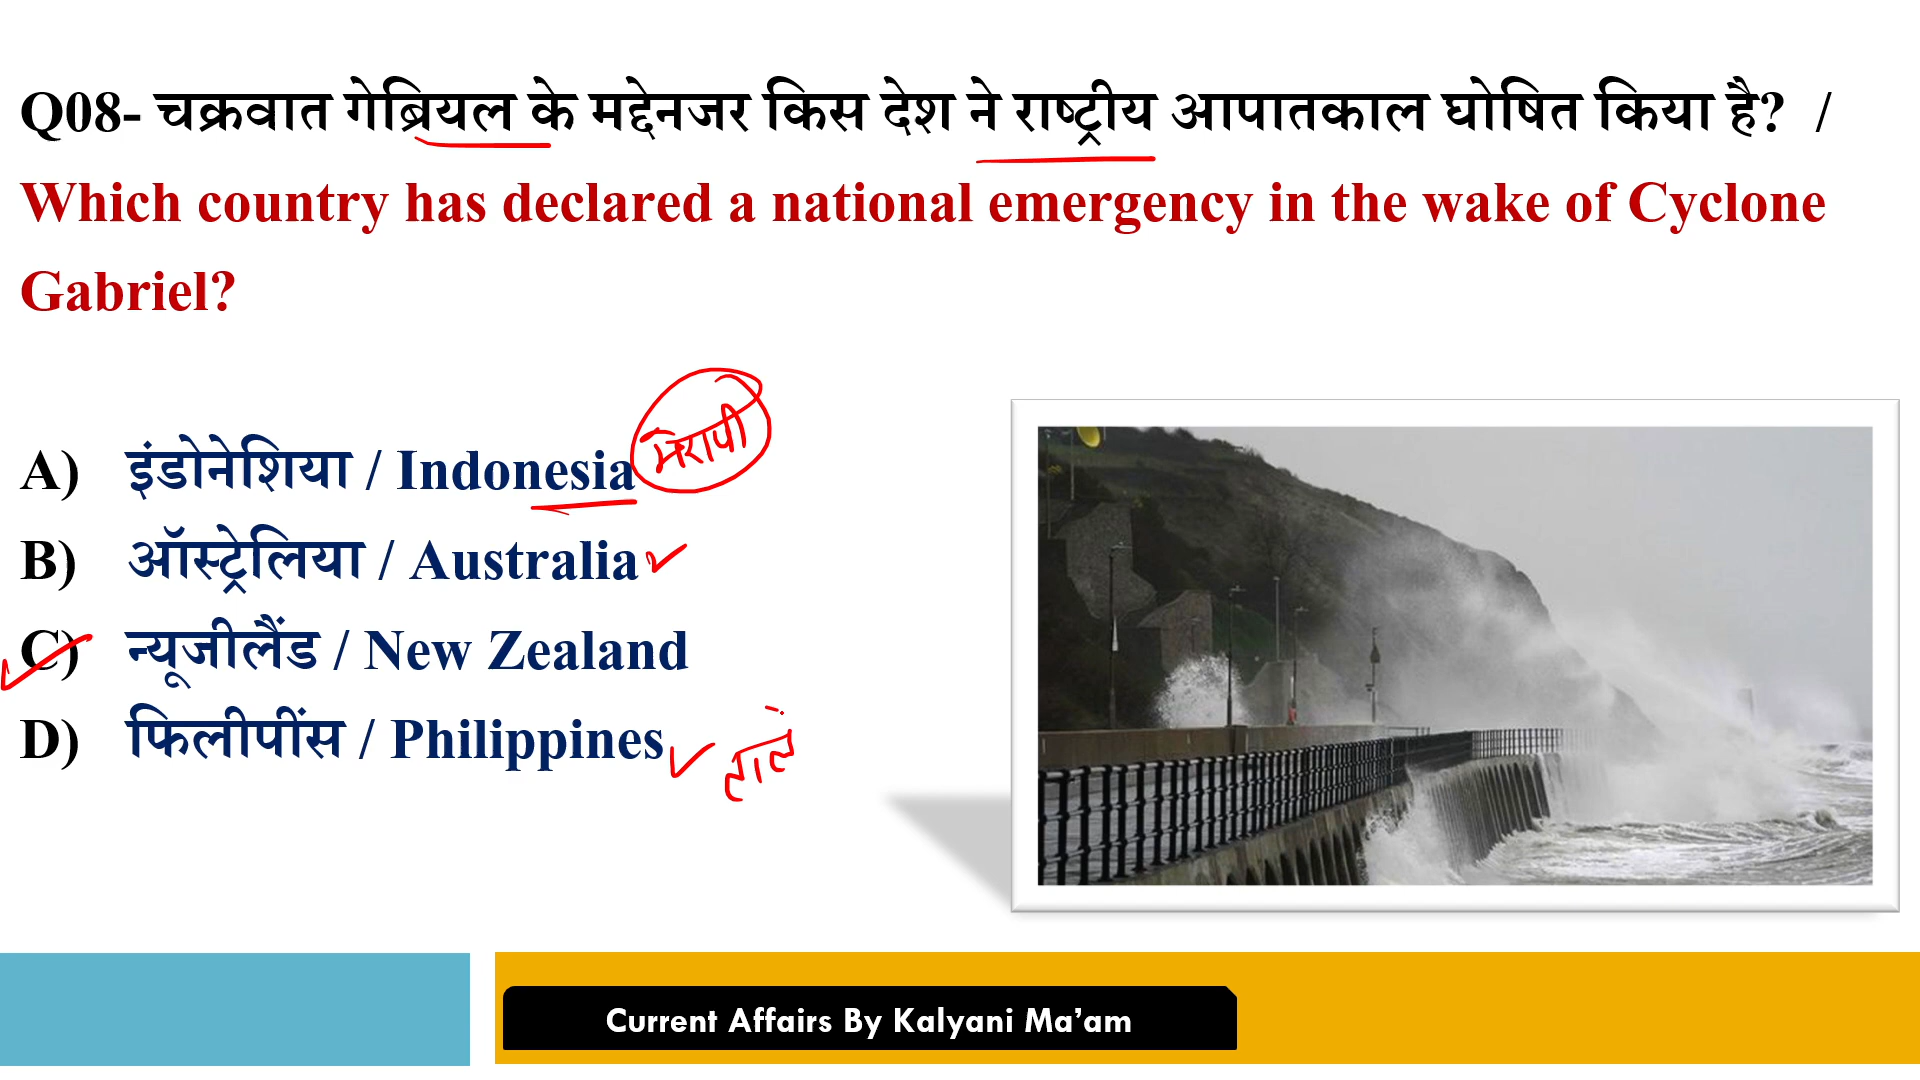 Q08- चक्रवात गेब्रियल के मद्देनजर किस देश ने राष्ट्रीय आपातकाल घोषित किया है? /
Which country has declared a national emergency in the wake of Cyclone
Gabriel?
A) इंडोनेशिया / Indonesia मेरापी
B) ऑस्ट्रेलिया / Australia
C) न्यूजीलैंड / New Zealand
D) फिलीपींस / Philippines
Current Affairs By Kalyani Ma’am